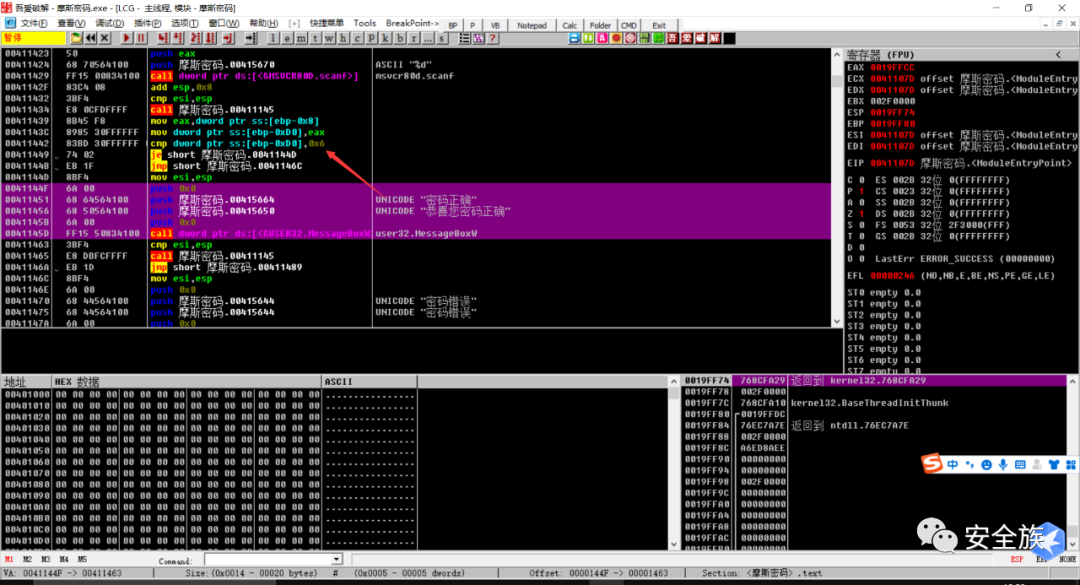 吾爱破解 - 摩斯密码.exe - [LCG - 主线程, 模块 - 摩斯密码]
文件(F) 查看(V) 调试(D) 插件(P) 选项(T) 窗口(W) 帮助(H) [+] 快捷菜单 Tools BreakPoint-> BP P VB Notepad Calc Folder CMD Exit
暂停 l e m t w h c P k b r ... s ?
00411423 50 push eax
00411424 68 70564100 push 摩斯密码.00415670 ASCII "%d"
00411429 FF15 00834100 call dword ptr ds:[<&MSVCR80D.scanf>] msvcr80d.scanf
0041142F 83C4 08 add esp,0x8
00411432 3BF4 cmp esi,esp
00411434 E8 0CFDFFFF call 摩斯密码.00411145
00411439 8B45 F8 mov eax,dword ptr ss:[ebp-0x8]
0041143C 8985 30FFFFFF mov dword ptr ss:[ebp-0xD0],eax
00411442 83BD 30FFFFFF cmp dword ptr ss:[ebp-0xD0],0x6
00411449 74 02 je short 摩斯密码.0041144D
0041144B EB 1F jmp short 摩斯密码.0041146C
0041144D 8BF4 mov esi,esp
0041144F 6A 00 push 0x0
00411451 68 64564100 push 摩斯密码.00415664 UNICODE "密码正确"
00411456 68 50564100 push 摩斯密码.00415650 UNICODE "恭喜您密码正确"
0041145B 6A 00 push 0x0
0041145D FF15 50834100 call dword ptr ds:[<&USER32.MessageBoxW user32.MessageBoxW
00411463 3BF4 cmp esi,esp
00411465 E8 DBFCFFFF call 摩斯密码.00411145
0041146A EB 1D jmp short 摩斯密码.00411489
0041146C 8BF4 mov esi,esp
0041146E 6A 00 push 0x0
00411470 68 44564100 push 摩斯密码.00415644 UNICODE "密码错误"
00411475 68 44564100 push 摩斯密码.00415644 UNICODE "密码错误"
0041147A 6A 00 push 0x0
寄存器 (FPU) <
EAX 0019FFCC
ECX 0041107D offset 摩斯密码.<ModuleEntry
EDX 0041107D offset 摩斯密码.<ModuleEntry
EBX 002F0000
ESP 0019FF74
EBP 0019FF80
ESI 0041107D offset 摩斯密码.<ModuleEntry
EDI 0041107D offset 摩斯密码.<ModuleEntry
EIP 0041107D 摩斯密码.<ModuleEntryPoint>
C 0 ES 002B 32位 0(FFFFFFFF)
P 1 CS 0023 32位 0(FFFFFFFF)
A 0 SS 002B 32位 0(FFFFFFFF)
Z 1 DS 002B 32位 0(FFFFFFFF)
S 0 FS 0053 32位 2F3000(FFF)
T 0 GS 002B 32位 0(FFFFFFFF)
D 0
O 0 LastErr ERROR_SUCCESS (00000000)
EFL 00000246 (NO,NB,E,BE,NS,PE,GE,LE)
ST0 empty 0.0
ST1 empty 0.0
ST2 empty 0.0
ST3 empty 0.0
ST4 empty 0.0
ST5 empty 0.0
ST6 empty 0.0
ST7 empty 0.0
地址 HEX 数据 ASCII
00401000 00 00 00 00 00 00 00 00 00 00 00 00 00 00 00 00 ................
00401010 00 00 00 00 00 00 00 00 00 00 00 00 00 00 00 00 ................
00401020 00 00 00 00 00 00 00 00 00 00 00 00 00 00 00 00 ................
00401030 00 00 00 00 00 00 00 00 00 00 00 00 00 00 00 00 ................
00401040 00 00 00 00 00 00 00 00 00 00 00 00 00 00 00 00 ................
00401050 00 00 00 00 00 00 00 00 00 00 00 00 00 00 00 00 ................
00401060 00 00 00 00 00 00 00 00 00 00 00 00 00 00 00 00 ................
00401070 00 00 00 00 00 00 00 00 00 00 00 00 00 00 00 00 ................
00401080 00 00 00 00 00 00 00 00 00 00 00 00 00 00 00 00 ................
00401090 00 00 00 00 00 00 00 00 00 00 00 00 00 00 00 00 ................
004010A0 00 00 00 00 00 00 00 00 00 00 00 00 00 00 00 00 ................
004010B0 00 00 00 00 00 00 00 00 00 00 00 00 00 00 00 00 ................
004010C0 00 00 00 00 00 00 00 00 00 00 00 00 00 00 00 00 ................
004010D0 00 00 00 00 00 00 00 00 00 00 00 00 00 00 00 00 ................
0019FF74 768CFA29 返回到 kernel32.768CFA29
0019FF78 002F0000
0019FF7C 768CFA10 kernel32.BaseThreadInitThunk
0019FF80 0019FFDC
0019FF84 76EC7A7E 返回到 ntdll.76EC7A7E
0019FF88 002F0000
0019FF8C A6ED8AEE
0019FF90 00000000
0019FF94 00000000
0019FF98 002F0000
0019FF9C 00000000
0019FFA0 00000000
0019FFA4 00000000
0019FFA8 00000000
0019FFAC 00000000
0019FFB0 00000000
S 中
安全族
M1 M2 M3 M4 M5 Command: ESP EBP NONE
VA: 0041144F -> 00411463 Size:(0x0014 - 00020 bytes) # (0x0005 - 00005 dwords) Offset: 0000144F -> 00001463 Section: <摩斯密码> .text